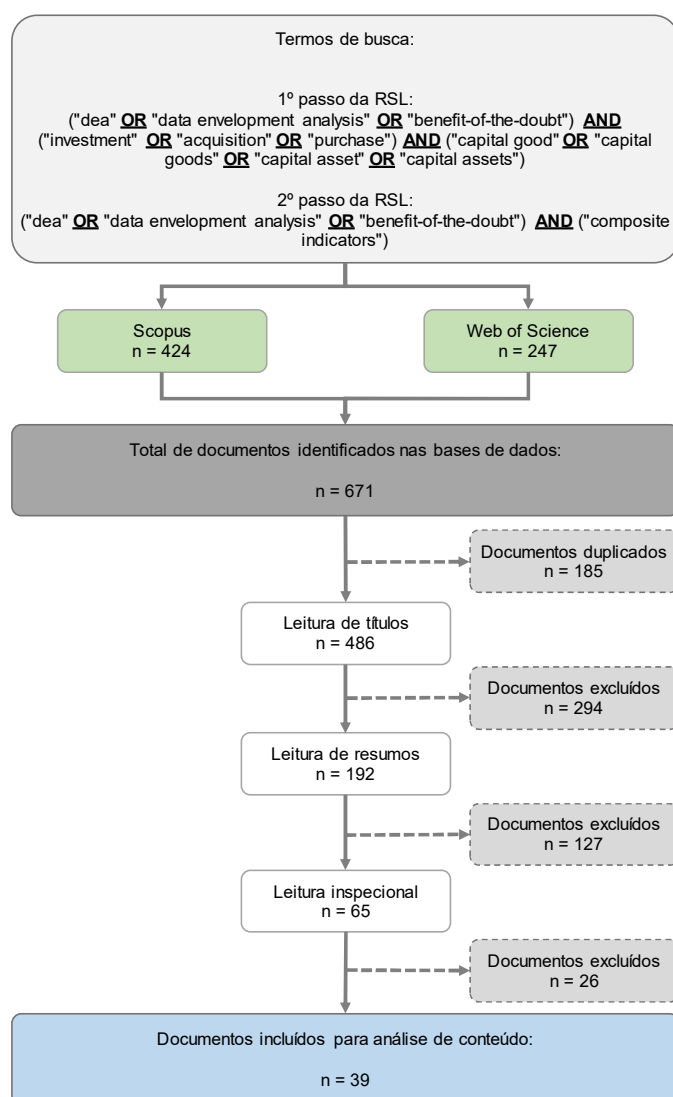 Termos de busca:
1º passo da RSL:
("dea" OR "data envelopment analysis" OR "benefit-of-the-doubt") AND
("investment" OR "acquisition" OR "purchase") AND ("capital good" OR "capital
goods" OR "capital asset" OR "capital assets")
2º passo da RSL:
("dea" OR "data envelopment analysis" OR "benefit-of-the-doubt") AND ("composite
indicators")
Scopus
n = 424
Web of Science
n = 247
Total de documentos identificados nas bases de dados:
n = 671
Documentos duplicados
n = 185
Leitura de títulos
n = 486
Documentos excluídos
n = 294
Leitura de resumos
n = 192
Documentos excluídos
n = 127
Leitura inspecional
n = 65
Documentos excluídos
n = 26
Documentos incluídos para análise de conteúdo:
n = 39